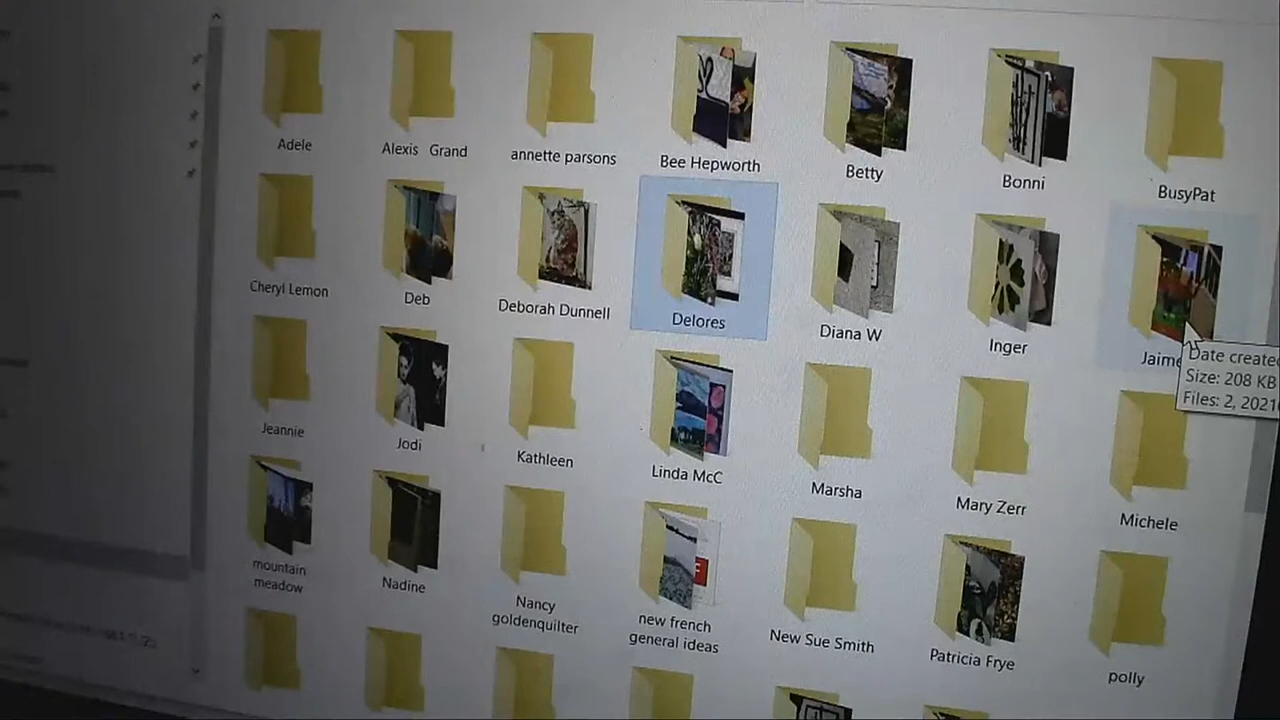 Adele
Alexis Grand
annette parsons
Bee Hepworth
Betty
Bonni
BusyPat
Cheryl Lemon
Deb
Deborah Dunnell
Delores
Diana W
Inger
Jaime
Date created
Size: 208 KB
Files: 2, 2021
Jeannie
Jodi
Kathleen
Linda McC
Marsha
Mary Zerr
Michele
mountain
meadow
Nadine
Nancy
goldenquilter
new french
general ideas
New Sue Smith
Patricia Frye
polly